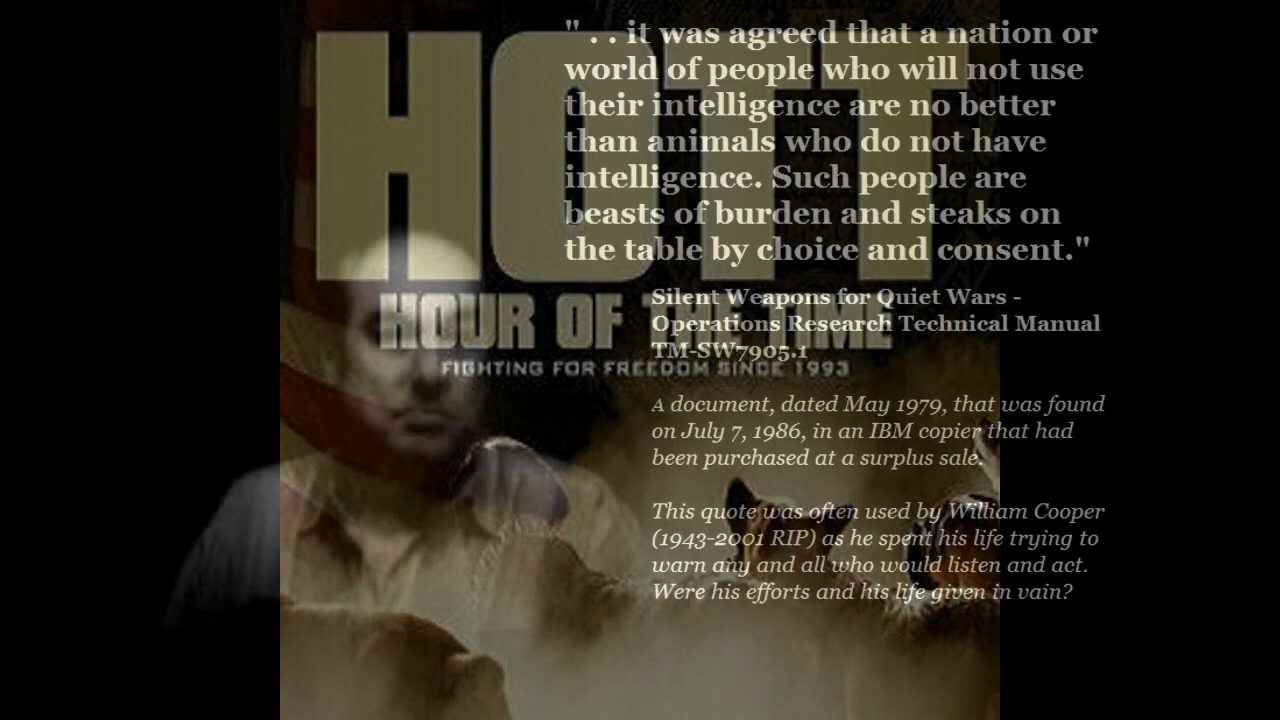 HOTT
HOUR OF THE TIME
FIGHTING FOR FREEDOM SINCE 1993
" . . it was agreed that a nation or
world of people who will not use
their intelligence are no better
than animals who do not have
intelligence. Such people are
beasts of burden and steaks on
the table by choice and consent."
Silent Weapons for Quiet Wars -
Operations Research Technical Manual
TM-SW7905.1
A document, dated May 1979, that was found
on July 7, 1986, in an IBM copier that had
been purchased at a surplus sale.
This quote was often used by William Cooper
(1943-2001 RIP) as he spent his life trying to
warn any and all who would listen and act.
Were his efforts and his life given in vain?